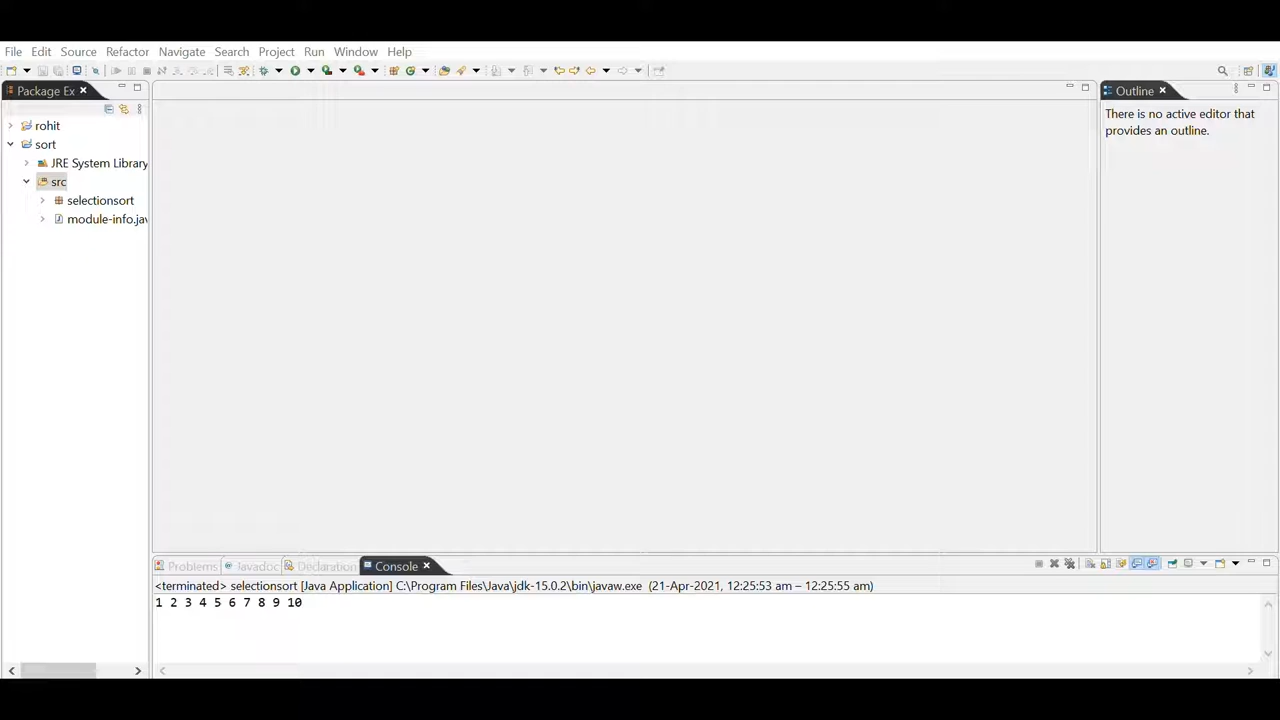 File Edit Source Refactor Navigate Search Project Run Window Help
Package Ex
Outline
rohit
sort
JRE System Library
src
selectionsort
module-info.jav
There is no active editor that
provides an outline.
Problems Javadoc Declaration Console
<terminated> selectionsort [Java Application] C:\Program Files\Java\jdk-15.0.2\bin\javaw.exe (21-Apr-2021, 12:25:53 am – 12:25:55 am)
1 2 3 4 5 6 7 8 9 10